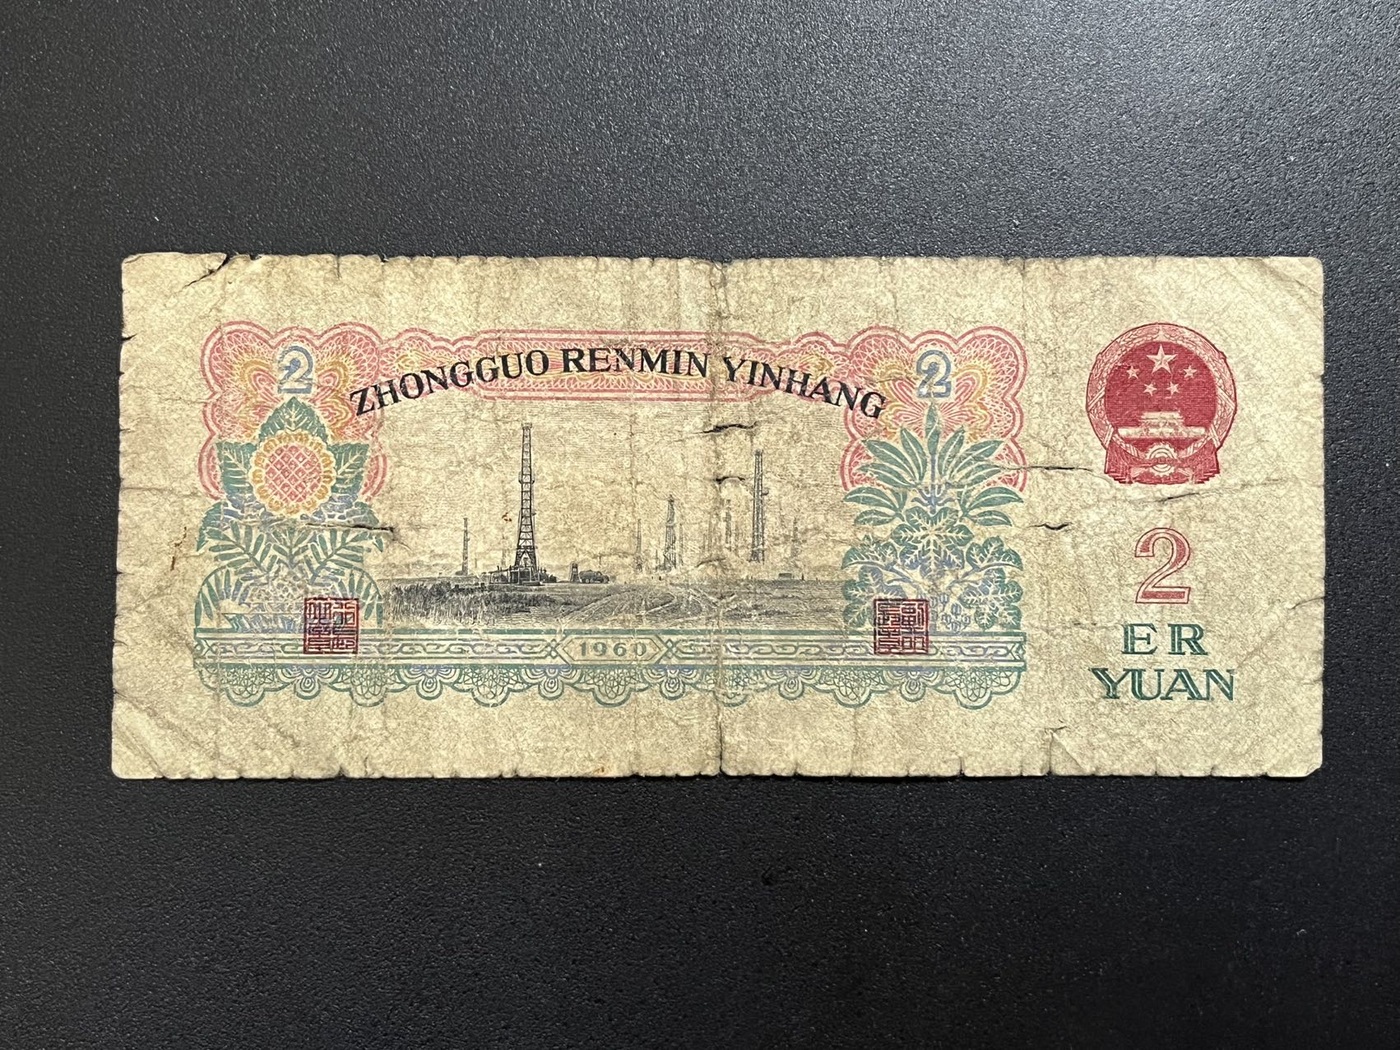 2
ZHONGGUO RENMIN YINHANG
2
1960
2
ER
YUAN